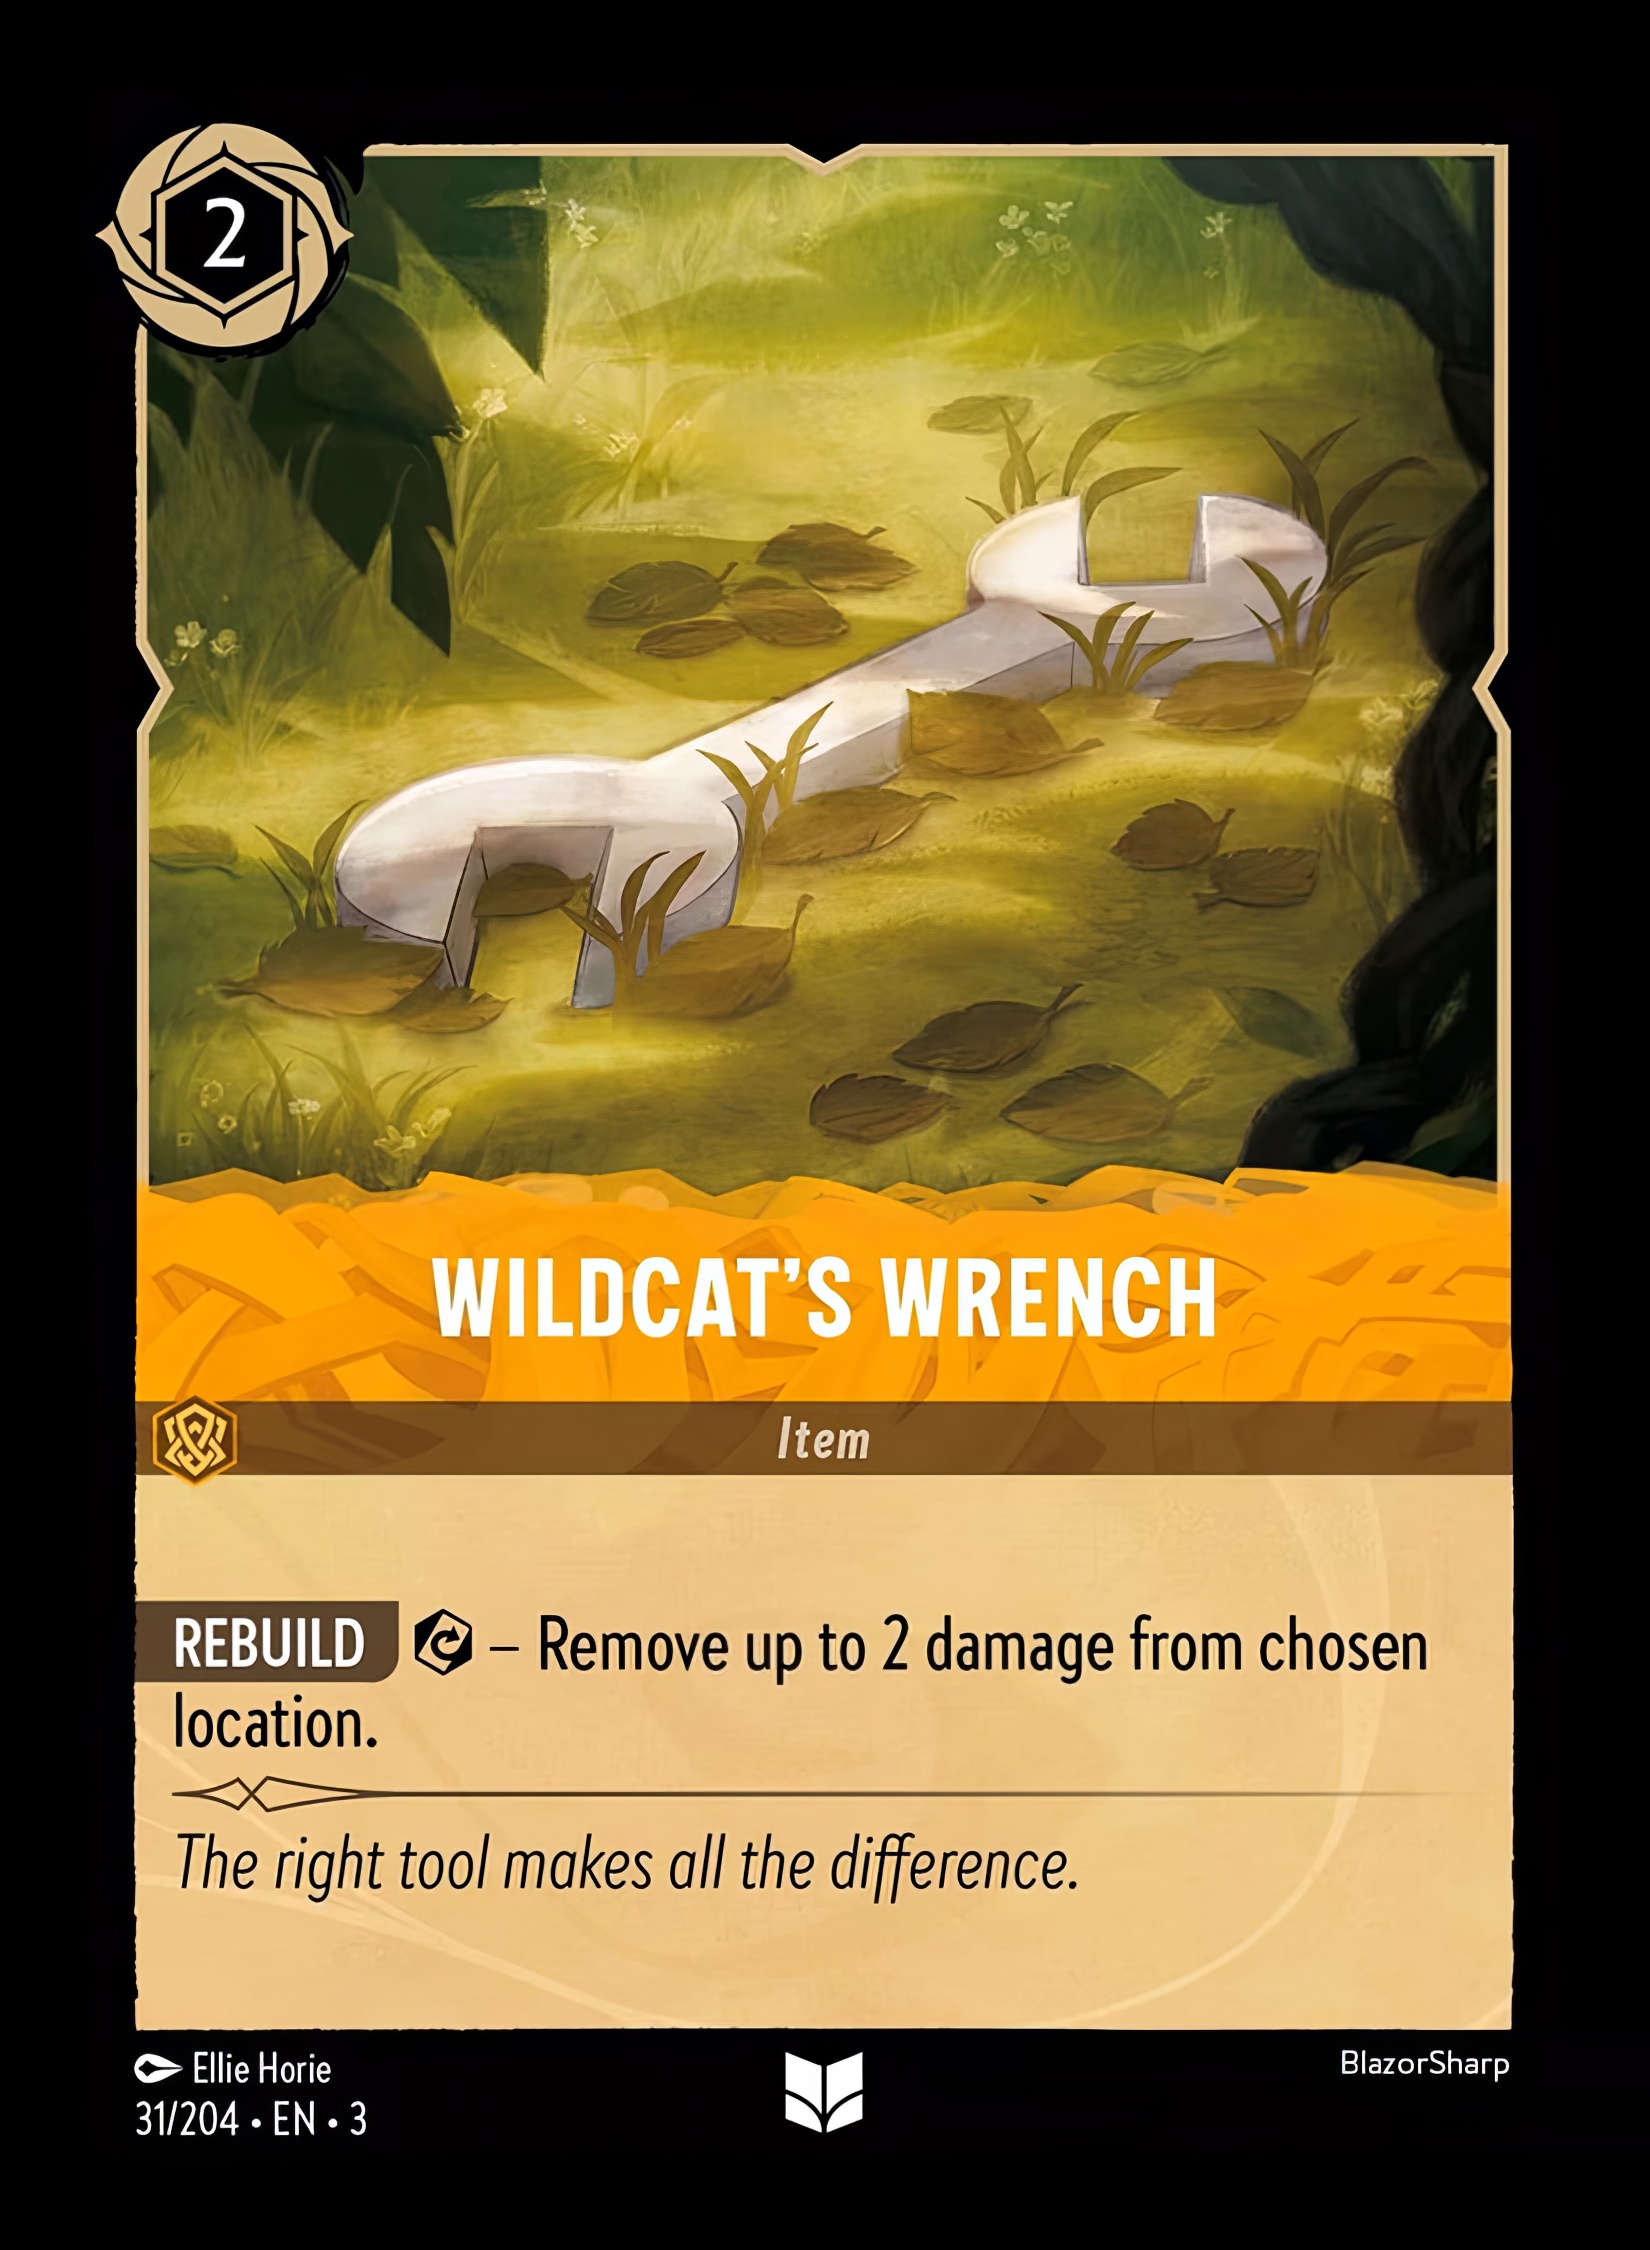 2
WILDCAT'S WRENCH
Item
REBUILD – Remove up to 2 damage from chosen
location.
The right tool makes all the difference.
Ellie Horie
BlazorSharp
31/204 • EN • 3